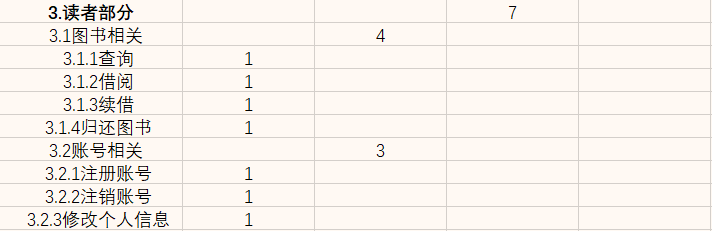 3.读者部分 7
3.1图书相关 4
3.1.1查询 1
3.1.2借阅 1
3.1.3续借 1
3.1.4归还图书 1
3.2账号相关 3
3.2.1注册账号 1
3.2.2注销账号 1
3.2.3修改个人信息 1